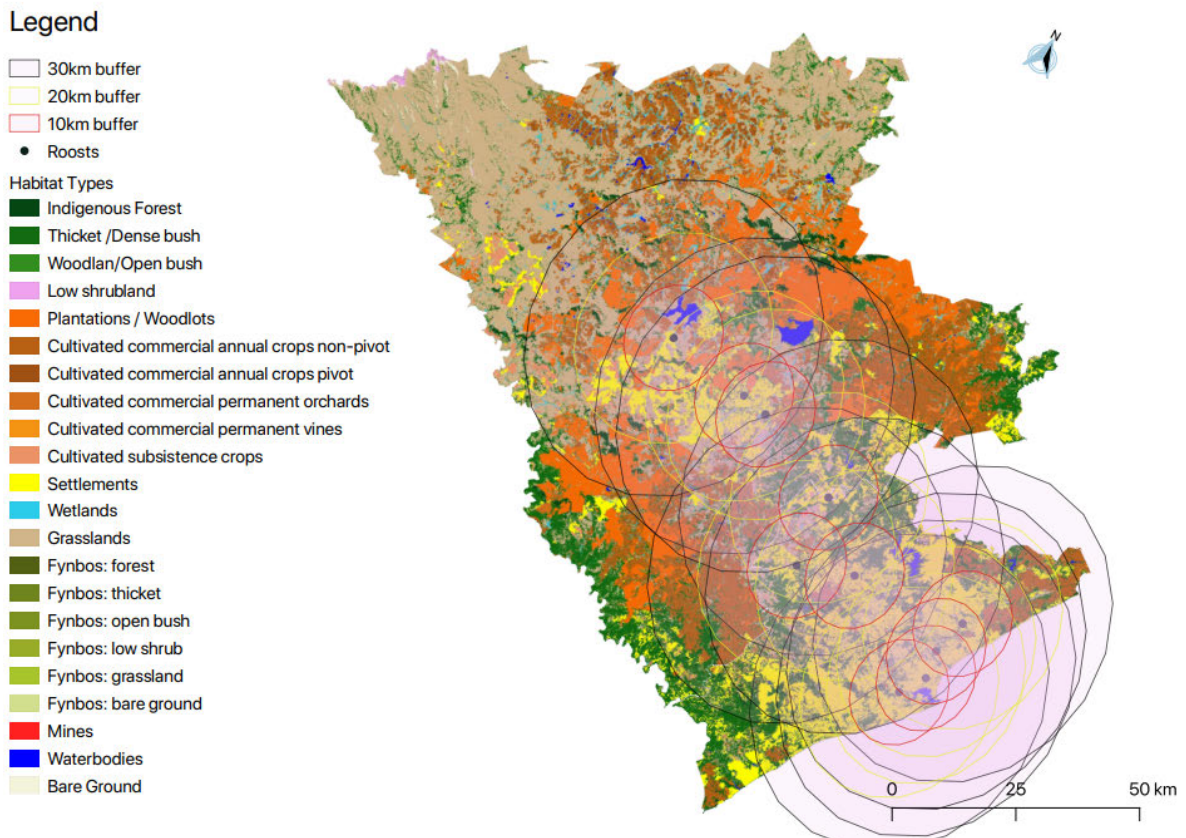 Legend
N
30km buffer
20km buffer
10km buffer
Roosts
Habitat Types
Indigenous Forest
Thicket /Dense bush
Woodlan/Open bush
Low shrubland
Plantations / Woodlots
Cultivated commercial annual crops non-pivot
Cultivated commercial annual crops pivot
Cultivated commercial permanent orchards
Cultivated commercial permanent vines
Cultivated subsistence crops
Settlements
Wetlands
Grasslands
Fynbos: forest
Fynbos: thicket
Fynbos: open bush
Fynbos: low shrub
Fynbos: grassland
Fynbos: bare ground
Mines
Waterbodies
Bare Ground
0 25 50 km